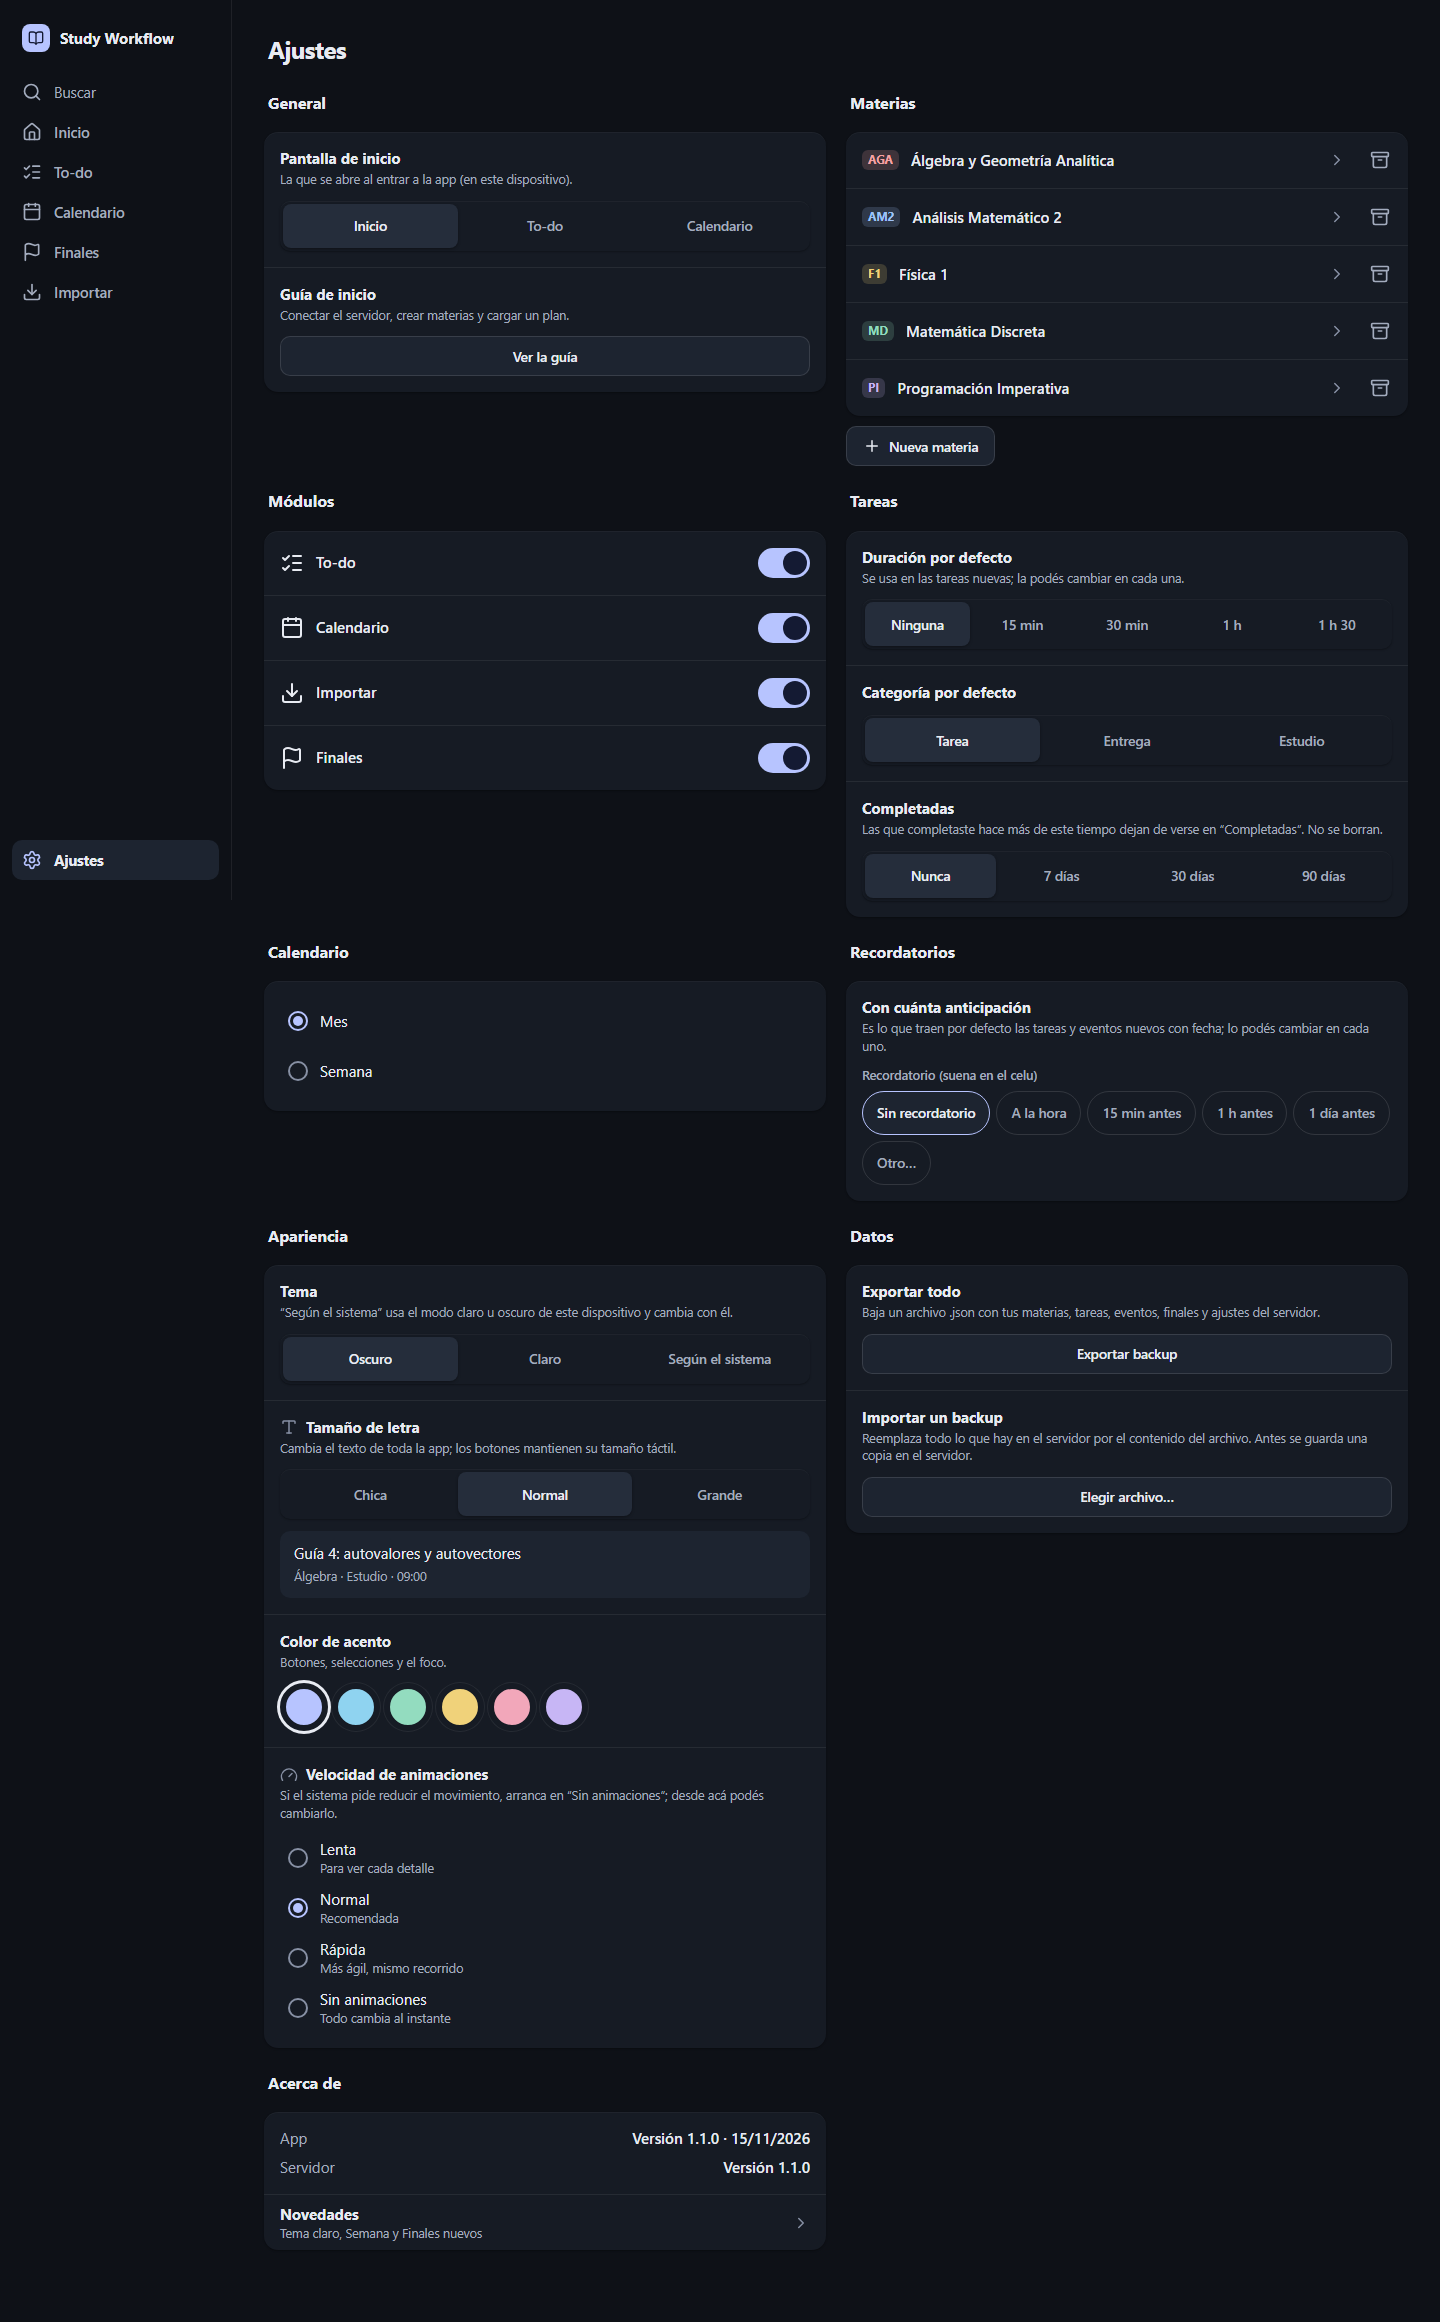 Study Workflow
Buscar
Inicio
To-do
Calendario
Finales
Importar
Ajustes
Ajustes
General
Pantalla de inicio
La que se abre al entrar a la app (en este dispositivo).
Inicio
To-do
Calendario
Guía de inicio
Conectar el servidor, crear materias y cargar un plan.
Ver la guía
Materias
AGA Álgebra y Geometría Analítica
AM2 Análisis Matemático 2
F1 Física 1
MD Matemática Discreta
PI Programación Imperativa
Nueva materia
Módulos
To-do
Calendario
Importar
Finales
Tareas
Duración por defecto
Se usa en las tareas nuevas; la podés cambiar en cada una.
Ninguna
15 min
30 min
1 h
1 h 30
Categoría por defecto
Tarea
Entrega
Estudio
Completadas
Las que completaste hace más de este tiempo dejan de verse en “Completadas”. No se borran.
Nunca
7 días
30 días
90 días
Calendario
Mes
Semana
Recordatorios
Con cuánta anticipación
Es lo que traen por defecto las tareas y eventos nuevos con fecha; lo podés cambiar en cada
uno.
Recordatorio (suena en el celu)
Sin recordatorio
A la hora
15 min antes
1 h antes
1 día antes
Otro...
Apariencia
Tema
“Según el sistema” usa el modo claro u oscuro de este dispositivo y cambia con él.
Oscuro
Claro
Según el sistema
Tamaño de letra
Cambia el texto de toda la app; los botones mantienen su tamaño táctil.
Chica
Normal
Grande
Guía 4: autovalores y autovectores
Álgebra · Estudio · 09:00
Color de acento
Botones, selecciones y el foco.
Velocidad de animaciones
Si el sistema pide reducir el movimiento, arranca en “Sin animaciones”; desde acá podés
cambiarlo.
Lenta
Para ver cada detalle
Normal
Recomendada
Rápida
Más ágil, mismo recorrido
Sin animaciones
Todo cambia al instante
Datos
Exportar todo
Baja un archivo .json con tus materias, tareas, eventos, finales y ajustes del servidor.
Exportar backup
Importar un backup
Reemplaza todo lo que hay en el servidor por el contenido del archivo. Antes se guarda una
copia en el servidor.
Elegir archivo...
Acerca de
App Versión 1.1.0 · 15/11/2026
Servidor Versión 1.1.0
Novedades
Tema claro, Semana y Finales nuevos